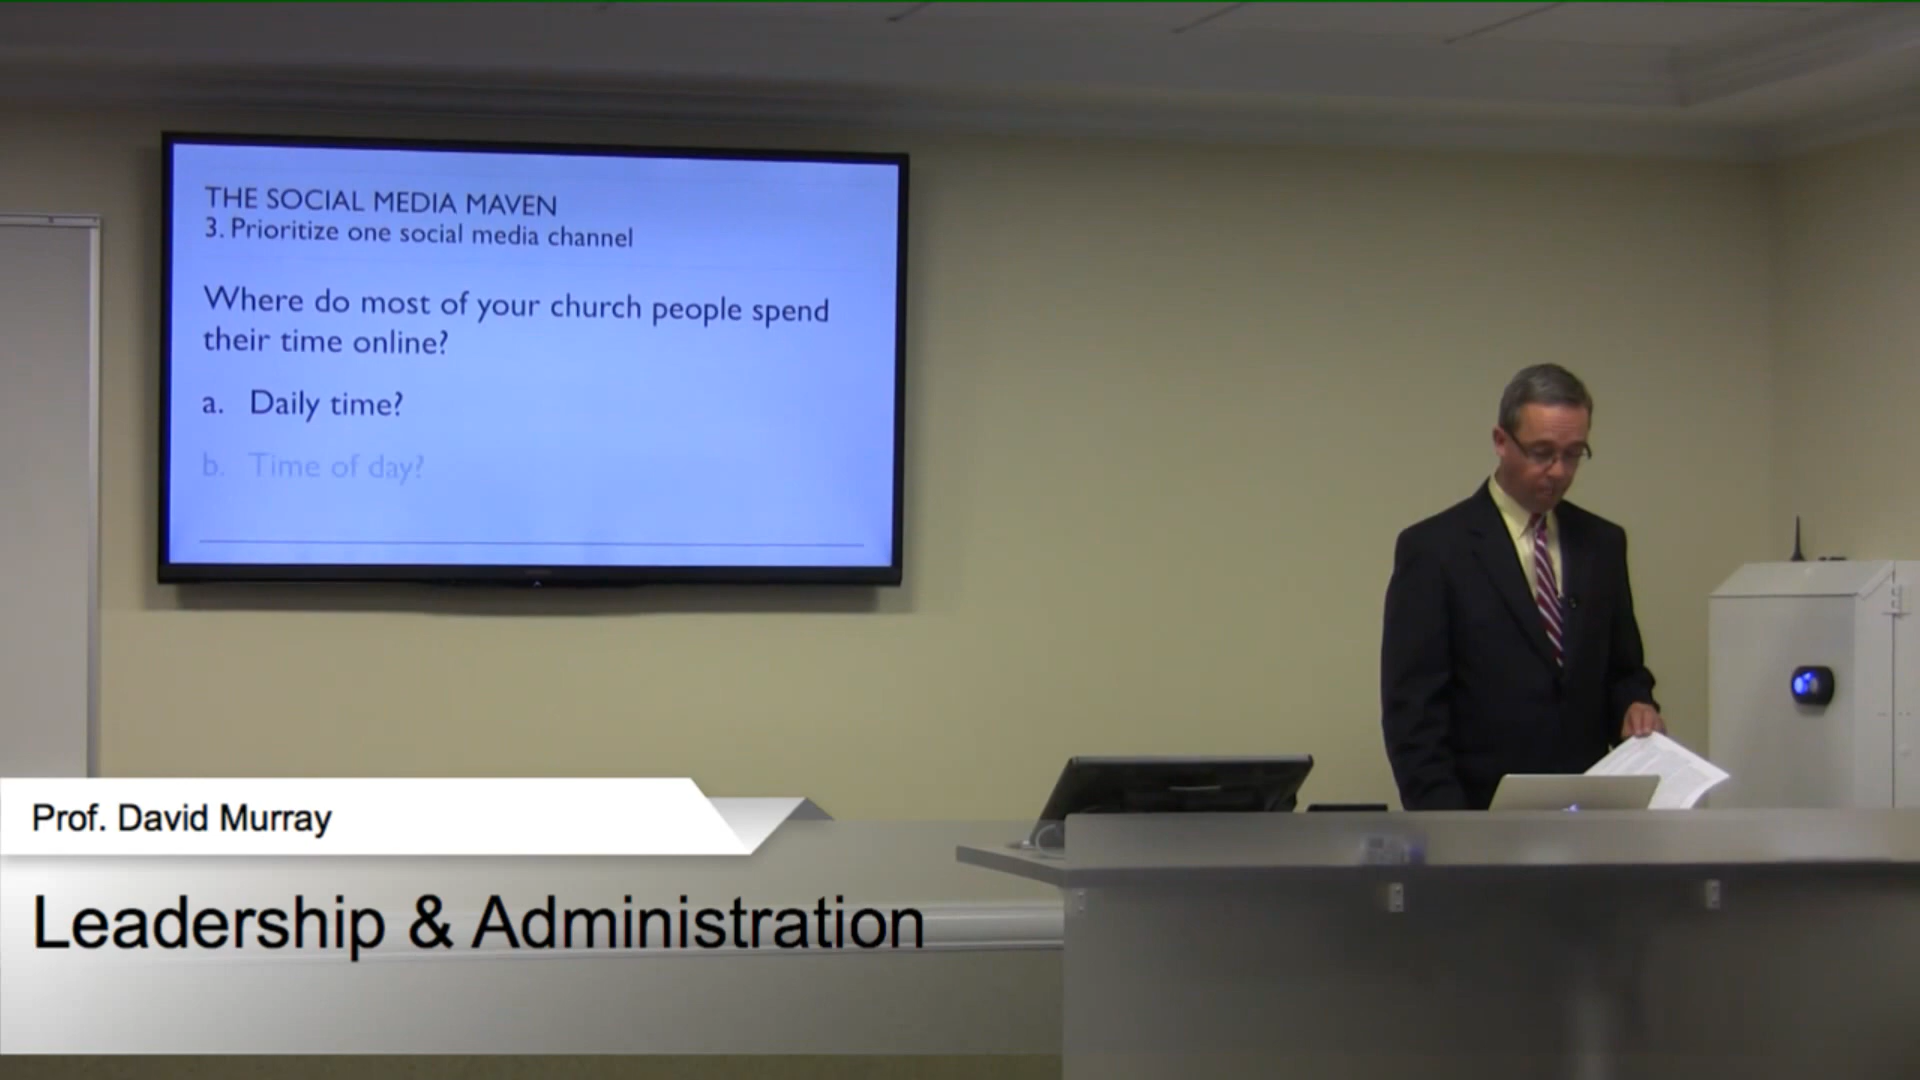 THE SOCIAL MEDIA MAVEN
3. Prioritize one social media channel
Where do most of your church people spend
their time online?
a. Daily time?
b. Time of day?
Prof. David Murray
Leadership & Administration